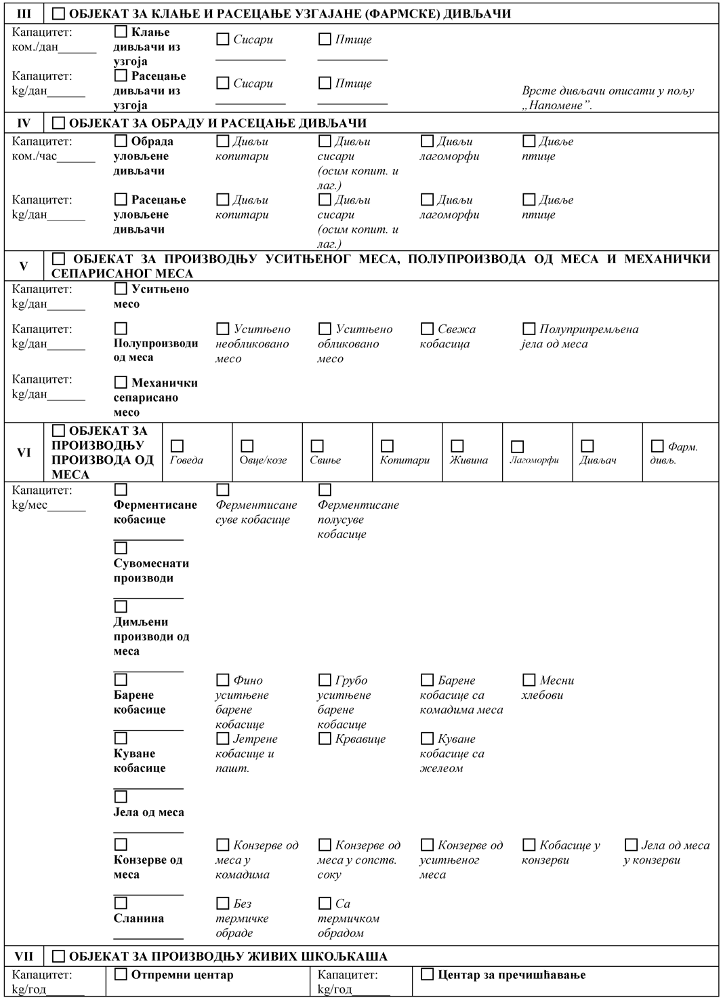 III ☐ ОБЈЕКАТ ЗА КЛАЊЕ И РАСЕЦАЊЕ УЗГАЈАНЕ (ФАРМСКЕ) ДИВЉАЧИ
Капацитет:
ком./дан______
☐ Клање
дивљачи из
узгоја
☐ Сисари
___________
☐ Птице
___________
Капацитет:
kg/дан______
☐ Расецање
дивљачи из
узгоја
☐ Сисари
___________
☐ Птице
___________
Врсте дивљачи описати у пољу
„Напомене”.
IV ☐ ОБЈЕКАТ ЗА ОБРАДУ И РАСЕЦАЊЕ ДИВЉАЧИ
Капацитет:
ком./час______
☐ Обрада
уловљене
дивљачи
☐ Дивљи
копитари
☐ Дивљи
сисари
(осим копит. и
лаг.)
☐ Дивљи
лагоморфи
☐ Дивље
птице
Капацитет:
kg/дан______
☐ Расецање
уловљене
дивљачи
☐ Дивљи
копитари
☐ Дивљи
сисари
(осим копит. и
лаг.)
☐ Дивљи
лагоморфи
☐ Дивље
птице
V ☐ ОБЈЕКАТ ЗА ПРОИЗВОДЊУ УСИТЊЕНОГ МЕСА, ПОЛУПРОИЗВОДА ОД МЕСА И МЕХАНИЧКИ
СЕПАРИСАНОГ МЕСА
Капацитет:
kg/дан______
☐ Уситњено
месо
Капацитет:
kg/дан______
☐
Полупроизводи
од меса
☐ Уситњено
необликовано
месо
☐ Уситњено
обликовано
месо
☐ Свежа
кобасица
☐ Полуприпремљена
јела од меса
Капацитет:
kg/дан______
☐ Механички
сепарисано
месо
VI ☐ ОБЈЕКАТ ЗА
ПРОИЗВОДЊУ
ПРОИЗВОДА ОД
МЕСА
☐
Говеда
☐
Овце/козе
☐
Свиње
☐
Копитари
☐
Живина
☐
Лагоморфи
☐
Дивљач
☐ Фарм.
дивљ.
Капацитет:
kg/мес______
☐
Ферментисане
кобасице
___________
☐
Ферментисане
суве кобасице
☐
Ферментисане
полусуве
кобасице
☐
Сувомеснати
производи
___________
☐
Димљени
производи од
меса
___________
☐
Барене
кобасице
___________
☐ Фино
уситњене
барене
кобасице
☐ Грубо
уситњене
барене
кобасице
☐ Барене
кобасице са
комадима меса
☐ Месни
хлебови
☐
Куване
кобасице
___________
☐ Јетрене
кобасице и
пашт.
☐ Крвавице
☐ Куване
кобасице са
желеом
☐
Јела од меса
___________
☐
Конзерве од
меса
___________
☐ Конзерве од
меса у
комадима
☐ Конзерве од
меса у сопств.
соку
☐ Конзерве од
уситњеног
меса
☐ Кобасице у
конзерви
☐ Јела од меса
у конзерви
☐
Сланина
___________
☐ Без
термичке
обраде
☐ Са
термичком
обрадом
VII ☐ ОБЈЕКАТ ЗА ПРОИЗВОДЊУ ЖИВИХ ШКОЉКАША
Капацитет:
kg/год______
☐ Отпремни центар
Капацитет:
kg/год______
☐ Центар за пречишћавање